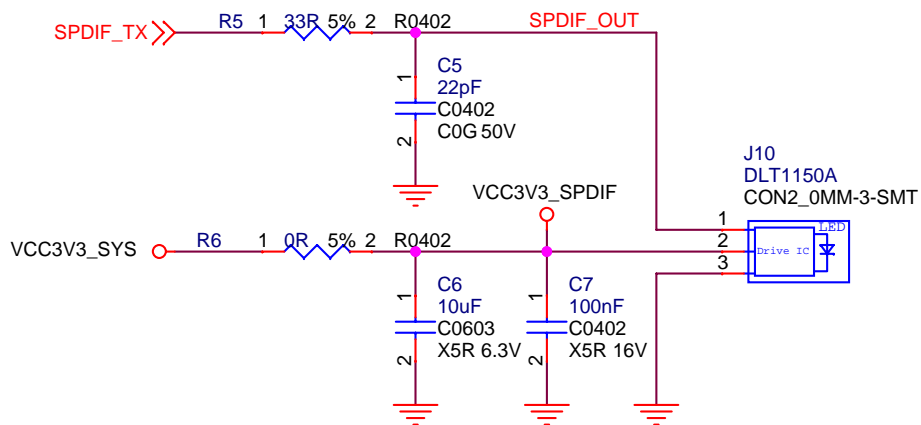 R5 1 33R 5% 2 R0402 SPDIF_OUT
SPDIF_TX
1 C5
22pF
C0402
2 C0G 50V
J10
DLT1150A
CON2_0MM-3-SMT
VCC3V3_SPDIF
1 LED
2 Drive IC
3
VCC3V3_SYS R6 1 0R 5% 2 R0402
1 C6
10uF
C0603
2 X5R 6.3V
1 C7
100nF
C0402
2 X5R 16V